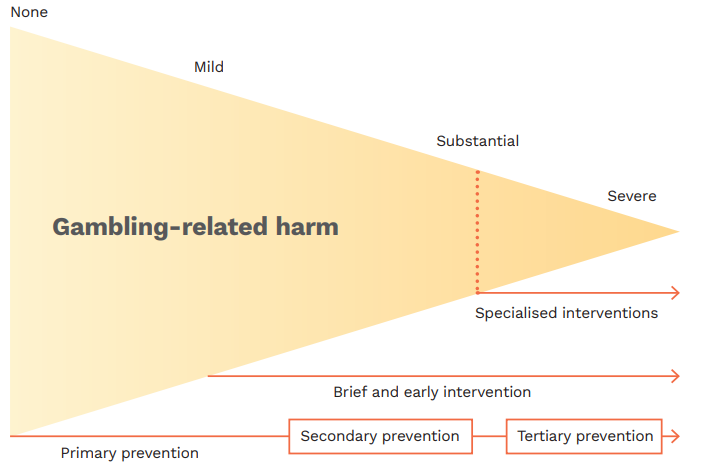 None
Mild
Substantial
Severe
Gambling-related harm
Specialised interventions
Brief and early intervention
Secondary prevention
Tertiary prevention
Primary prevention